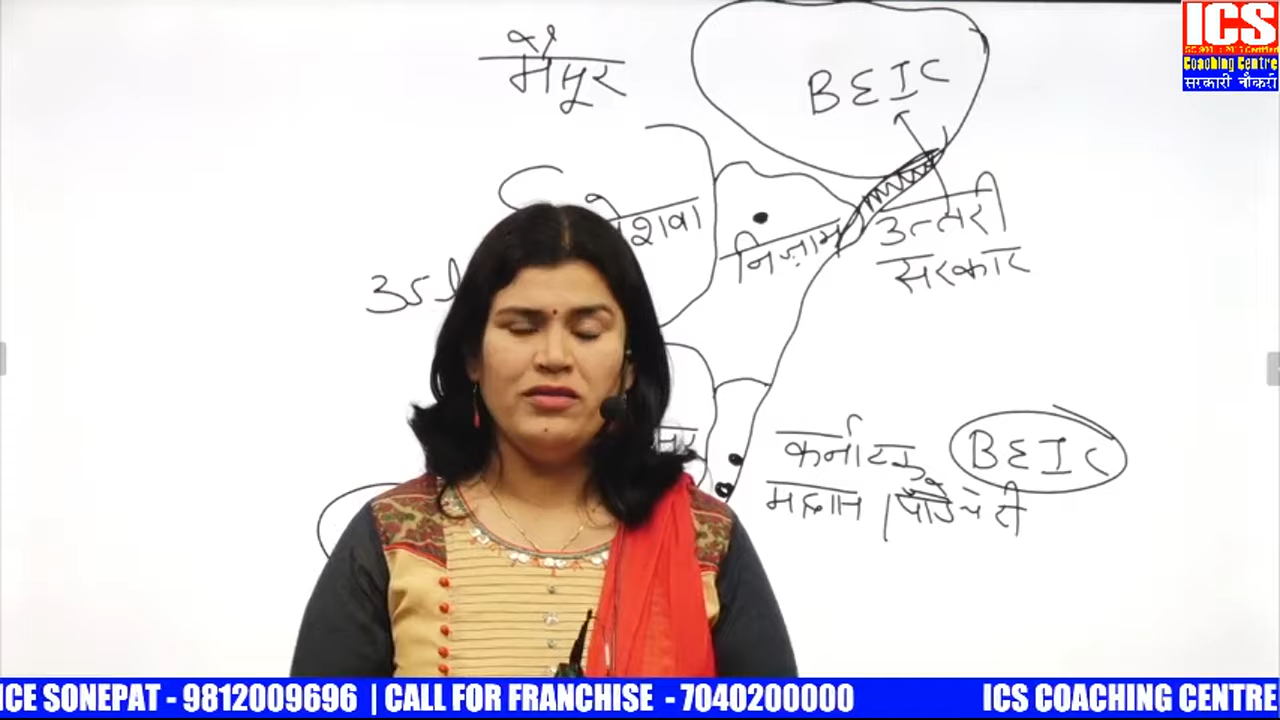 मैसूर
BEIC
निज़ाम
उत्तरी
सरकार
कर्नाटक
BEIC
मद्रास | पांडिचेरी
ICS
Coaching Centre
सरकारी नौकरी
ICE SONEPAT - 9812009696 | CALL FOR FRANCHISE - 7040200000 ICS COACHING CENTRE